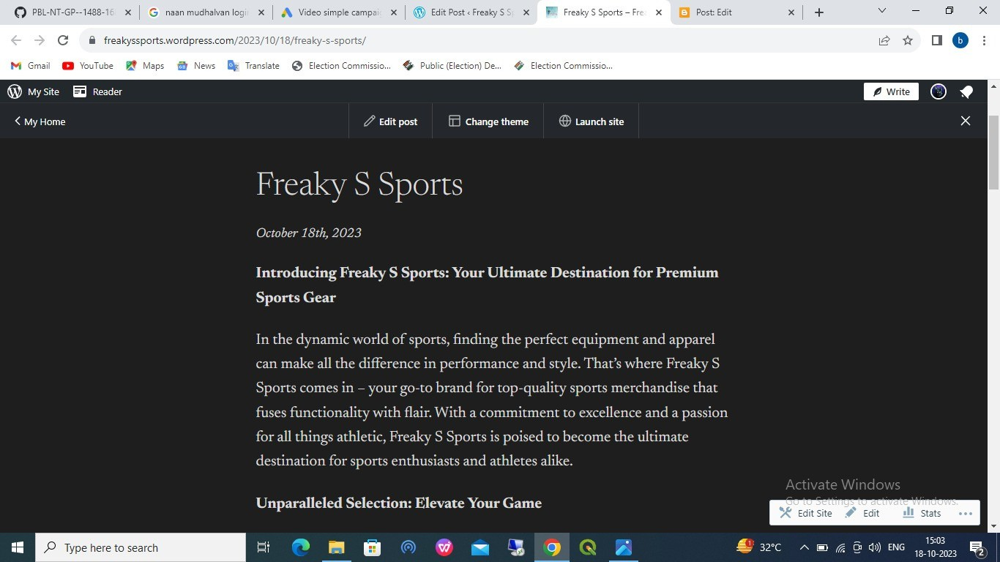 PBL-NT-GP--1488-16
naan mudhalvan logi
Video simple campai
Edit Post ‹ Freaky S S
Freaky S Sports – Fre
Post: Edit
freakyssports.wordpress.com/2023/10/18/freaky-s-sports/
b
Gmail
YouTube
Maps
News
Translate
Election Commissio...
Public (Election) De...
Election Commissio...
My Site
Reader
Write
My Home
Edit post
Change theme
Launch site
Freaky S Sports
October 18th, 2023
Introducing Freaky S Sports: Your Ultimate Destination for Premium
Sports Gear
In the dynamic world of sports, finding the perfect equipment and apparel
can make all the difference in performance and style. That’s where Freaky S
Sports comes in – your go-to brand for top-quality sports merchandise that
fuses functionality with flair. With a commitment to excellence and a passion
for all things athletic, Freaky S Sports is poised to become the ultimate
destination for sports enthusiasts and athletes alike.
Unparalleled Selection: Elevate Your Game
Activate Windows
Go to Settings to activate Windows.
Edit Site
Edit
Stats
Type here to search
32°C
ENG
15:03
18-10-2023
2